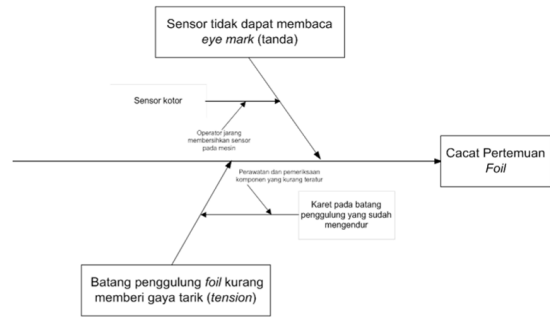 Sensor tidak dapat membaca
eye mark (tanda)
Sensor kotor
Operator jarang
membersihkan sensor
pada mesin
Cacat Pertemuan
Foil
Perawatan dan pemeriksaan
komponen yang kurang teratur
Karet pada batang
penggulung yang sudah
mengendur
Batang penggulung foil kurang
memberi gaya tarik (tension)